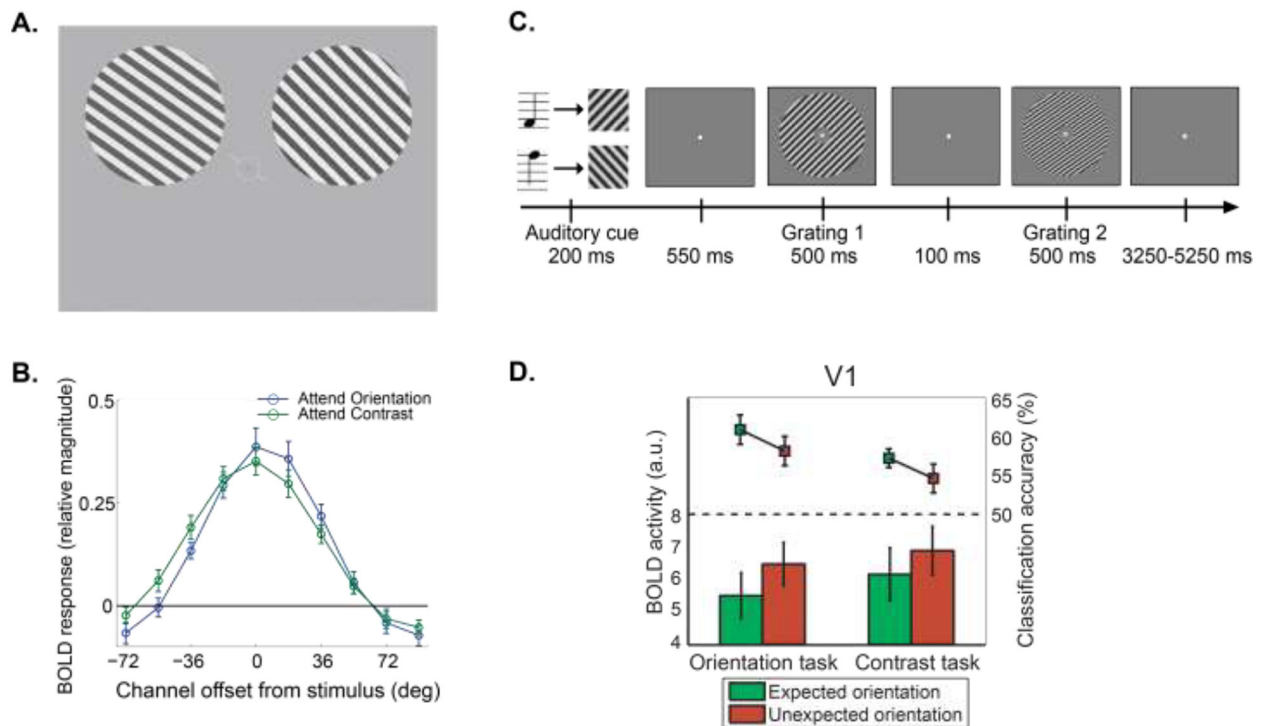 A.
B.
0.5
0.25
0
BOLD response (relative magnitude)
Attend Orientation
Attend Contrast
−72
−36
0
36
72
Channel offset from stimulus (deg)
C.
Auditory cue
200 ms
550 ms
Grating 1
500 ms
100 ms
Grating 2
500 ms
3250-5250 ms
D.
V1
BOLD activity (a.u.)
8
7
6
5
4
65
60
55
50
Classification accuracy (%)
Orientation task
Contrast task
Expected orientation
Unexpected orientation